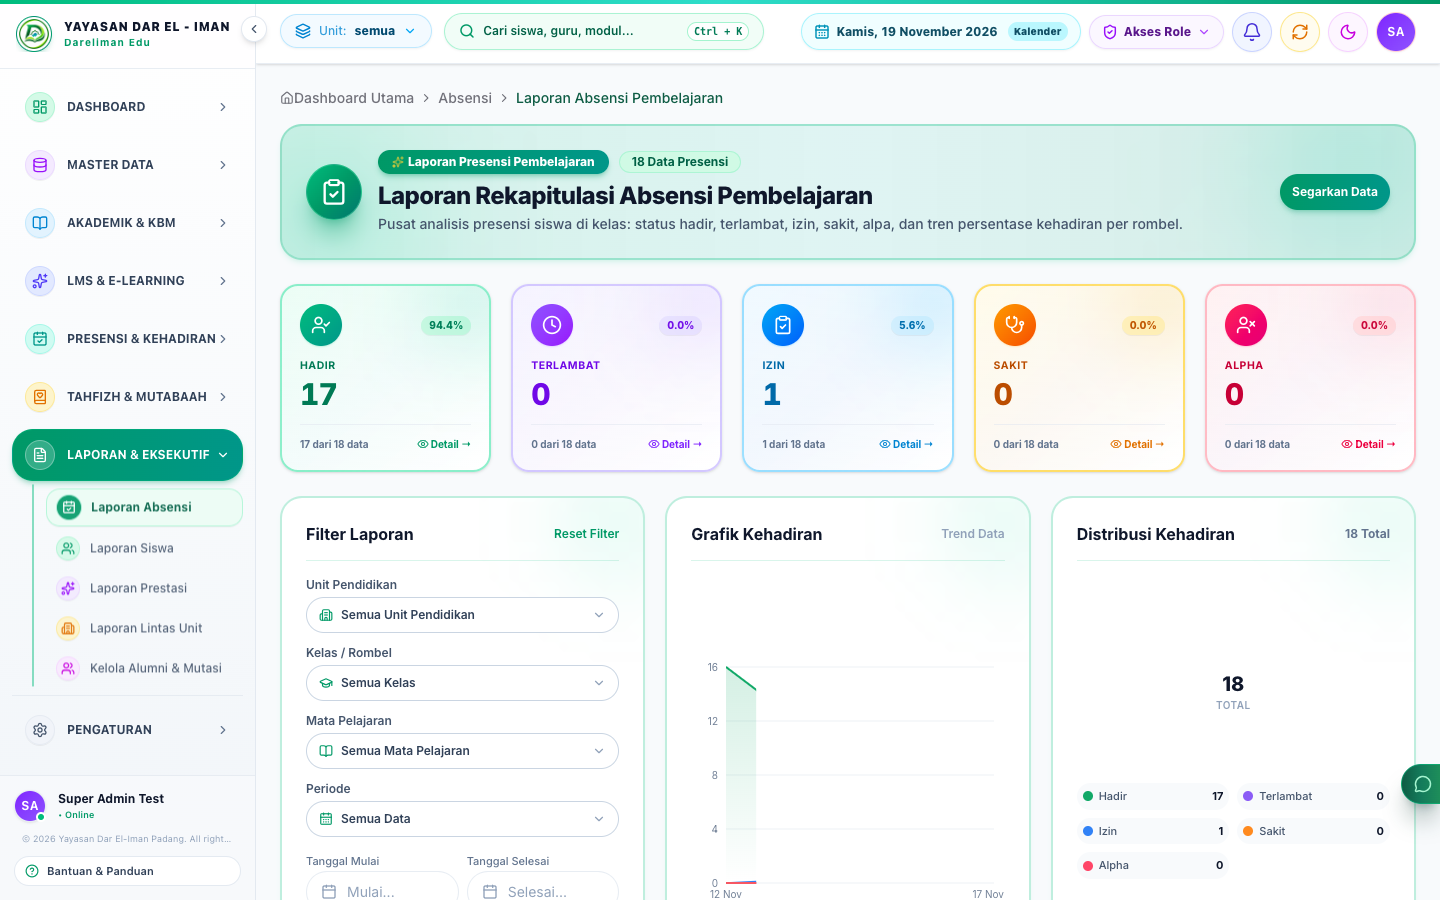 YAYASAN DAR EL - IMAN
Dareliman Edu
Unit: semua
Cari siswa, guru, modul...
Ctrl + K
Kamis, 19 November 2026
Kalender
Akses Role
SA
DASHBOARD
MASTER DATA
AKADEMIK & KBM
LMS & E-LEARNING
PRESENSI & KEHADIRAN
TAHFIZH & MUTABAAH
LAPORAN & EKSEKUTIF
Laporan Absensi
Laporan Siswa
Laporan Prestasi
Laporan Lintas Unit
Kelola Alumni & Mutasi
PENGATURAN
SA
Super Admin Test
• Online
© 2026 Yayasan Dar El-Iman Padang. All right...
Bantuan & Panduan
Dashboard Utama > Absensi > Laporan Absensi Pembelajaran
Laporan Presensi Pembelajaran
18 Data Presensi
Laporan Rekapitulasi Absensi Pembelajaran
Pusat analisis presensi siswa di kelas: status hadir, terlambat, izin, sakit, alpa, dan tren persentase kehadiran per rombel.
Segarkan Data
94.4%
HADIR
17
17 dari 18 data
Detail →
0.0%
TERLAMBAT
0
0 dari 18 data
Detail →
5.6%
IZIN
1
1 dari 18 data
Detail →
0.0%
SAKIT
0
0 dari 18 data
Detail →
0.0%
ALPHA
0
0 dari 18 data
Detail →
Filter Laporan
Reset Filter
Unit Pendidikan
Semua Unit Pendidikan
Kelas / Rombel
Semua Kelas
Mata Pelajaran
Semua Mata Pelajaran
Periode
Semua Data
Tanggal Mulai
Tanggal Selesai
Mulai...
Selesai...
Grafik Kehadiran
Trend Data
16
12
8
4
0
12 Nov
17 Nov
Distribusi Kehadiran
18 Total
18
TOTAL
Hadir 17
Terlambat 0
Izin 1
Sakit 0
Alpha 0